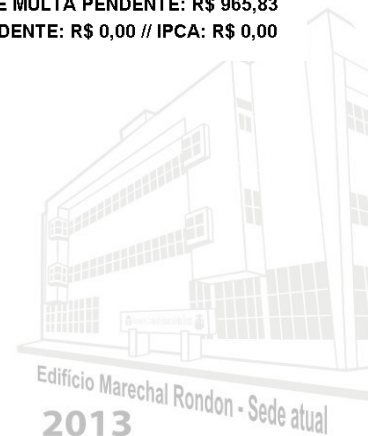 E MULTA PENDENTE: R$ 965,83
DENTE: R$ 0,00 // IPCA: R$ 0,00
Edifício Marechal Rondon - Sede atual
2013